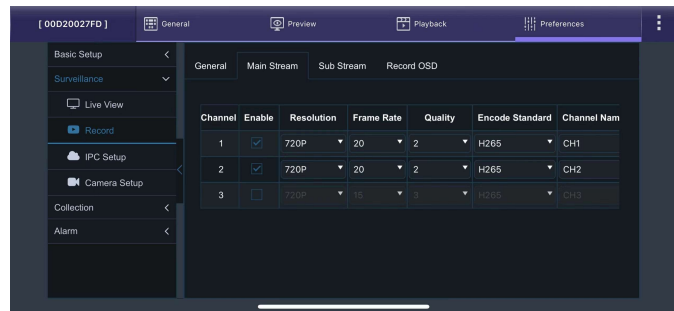 [ 00D20027FD ] General Preview Playback Preferences
Basic Setup
Surveillance
Live View
Record
IPC Setup
Camera Setup
Collection
Alarm
General Main Stream Sub Stream Record OSD
Channel Enable Resolution Frame Rate Quality Encode Standard Channel Nam
1 720P 20 2 H265 CH1
2 720P 20 2 H265 CH2
3 720P 15 3 H265 CH3